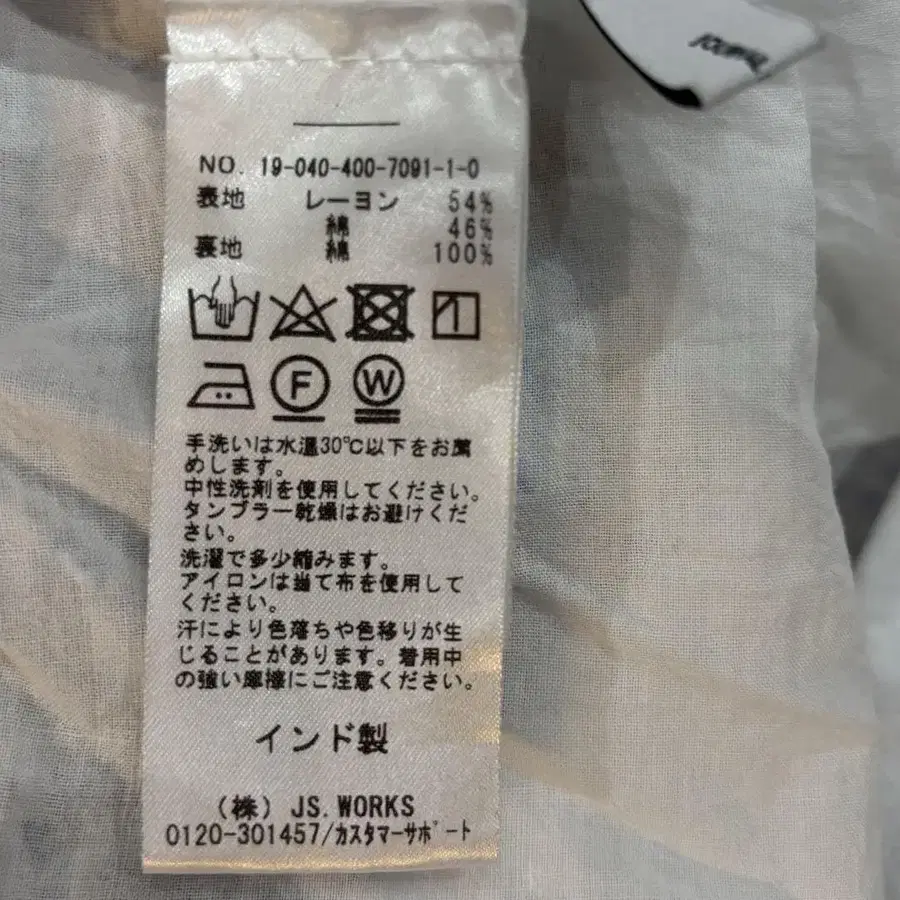 NO. 19-040-400-7091-1-0
表地 レーヨン 54%
綿 46%
裏地 綿 100%
F W
手洗いは水温30℃以下をお薦
めします。
中性洗剤を使用してください。
タンブラー乾燥はお避けくだ
さい。
洗濯で多少縮みます。
アイロンは当て布を使用して
ください。
汗により色落ちや色移りが生
じることがあります。着用中
の強い摩擦にご注意ください。
インド製
(株) JS.WORKS
0120-301457/カスタマーサポート